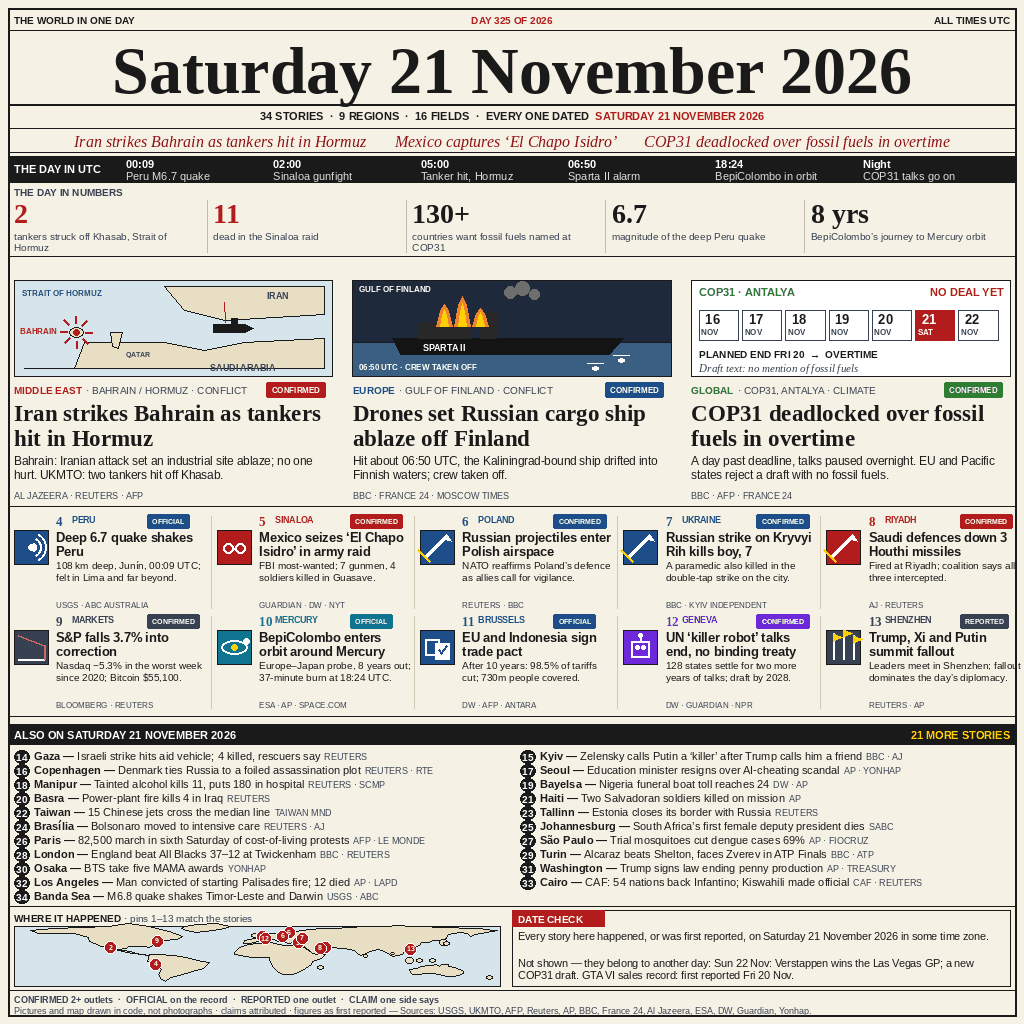 THE WORLD IN ONE DAY
DAY 325 OF 2026
ALL TIMES UTC
Saturday 21 November 2026
34 STORIES · 9 REGIONS · 16 FIELDS · EVERY ONE DATED SATURDAY 21 NOVEMBER 2026
Iran strikes Bahrain as tankers hit in Hormuz Mexico captures ‘El Chapo Isidro’ COP31 deadlocked over fossil fuels in overtime
THE DAY IN UTC
00:09
Peru M6.7 quake
02:00
Sinaloa gunfight
05:00
Tanker hit, Hormuz
06:50
Sparta II alarm
18:24
BepiColombo in orbit
Night
COP31 talks go on
THE DAY IN NUMBERS
2
tankers struck off Khasab, Strait of
Hormuz
11
dead in the Sinaloa raid
130+
countries want fossil fuels named at
COP31
6.7
magnitude of the deep Peru quake
8 yrs
BepiColombo’s journey to Mercury orbit
STRAIT OF HORMUZ
IRAN
BAHRAIN
QATAR
SAUDI ARABIA
MIDDLE EAST · BAHRAIN / HORMUZ · CONFLICT
CONFIRMED
Iran strikes Bahrain as tankers
hit in Hormuz
Bahrain: Iranian attack set an industrial site ablaze; no one
hurt. UKMTO: two tankers hit off Khasab.
AL JAZEERA · REUTERS · AFP
GULF OF FINLAND
SPARTA II
06:50 UTC · CREW TAKEN OFF
EUROPE · GULF OF FINLAND · CONFLICT
CONFIRMED
Drones set Russian cargo ship
ablaze off Finland
Hit about 06:50 UTC, the Kaliningrad-bound ship drifted into
Finnish waters; crew taken off.
BBC · FRANCE 24 · MOSCOW TIMES
COP31 · ANTALYA
NO DEAL YET
16
NOV
17
NOV
18
NOV
19
NOV
20
NOV
21
SAT
22
NOV
PLANNED END FRI 20 → OVERTIME
Draft text: no mention of fossil fuels
GLOBAL · COP31, ANTALYA · CLIMATE
CONFIRMED
COP31 deadlocked over fossil
fuels in overtime
A day past deadline, talks paused overnight. EU and Pacific
states reject a draft with no fossil fuels.
BBC · AFP · FRANCE 24
4 PERU
OFFICIAL
Deep 6.7 quake shakes
Peru
108 km deep, Junín, 00:09 UTC;
felt in Lima and far beyond.
USGS · ABC AUSTRALIA
5 SINALOA
CONFIRMED
Mexico seizes ‘El Chapo
Isidro’ in army raid
FBI most-wanted; 7 gunmen, 4
soldiers killed in Guasave.
GUARDIAN · DW · NYT
6 POLAND
CONFIRMED
Russian projectiles enter
Polish airspace
NATO reaffirms Poland’s defence
as allies call for vigilance.
REUTERS · BBC
7 UKRAINE
CONFIRMED
Russian strike on Kryvyi
Rih kills boy, 7
A paramedic also killed in the
double-tap strike on the city.
BBC · KYIV INDEPENDENT
8 RIYADH
CONFIRMED
Saudi defences down 3
Houthi missiles
Fired at Riyadh; coalition says all
three intercepted.
AJ · REUTERS
9 MARKETS
CONFIRMED
S&P falls 3.7% into
correction
Nasdaq −5.3% in the worst week
since 2020; Bitcoin $55,100.
BLOOMBERG · REUTERS
10 MERCURY
OFFICIAL
BepiColombo enters
orbit around Mercury
Europe–Japan probe, 8 years out;
37-minute burn at 18:24 UTC.
ESA · AP · SPACE.COM
11 BRUSSELS
OFFICIAL
EU and Indonesia sign
trade pact
After 10 years: 98.5% of tariffs
cut; 730m people covered.
DW · AFP · ANTARA
12 GENEVA
CONFIRMED
UN ‘killer robot’ talks
end, no binding treaty
128 states settle for two more
years of talks; draft by 2028.
DW · GUARDIAN · NPR
13 SHENZHEN
REPORTED
Trump, Xi and Putin
summit fallout
Leaders meet in Shenzhen; fallout
dominates the day’s diplomacy.
REUTERS · AP
ALSO ON SATURDAY 21 NOVEMBER 2026
21 MORE STORIES
14 Gaza — Israeli strike hits aid vehicle; 4 killed, rescuers say REUTERS
15 Kyiv — Zelensky calls Putin a ‘killer’ after Trump calls him a friend BBC · AJ
16 Copenhagen — Denmark ties Russia to a foiled assassination plot REUTERS · RTE
17 Seoul — Education minister resigns over AI-cheating scandal AP · YONHAP
18 Manipur — Tainted alcohol kills 11, puts 180 in hospital REUTERS · SCMP
19 Bayelsa — Nigeria funeral boat toll reaches 24 DW · AP
20 Basra — Power-plant fire kills 4 in Iraq REUTERS
21 Haiti — Two Salvadoran soldiers killed on mission AP
22 Taiwan — 15 Chinese jets cross the median line TAIWAN MND
23 Tallinn — Estonia closes its border with Russia REUTERS
24 Brasília — Bolsonaro moved to intensive care REUTERS · AJ
25 Johannesburg — South Africa’s first female deputy president dies SABC
26 Paris — 82,500 march in sixth Saturday of cost-of-living protests AFP · LE MONDE
27 São Paulo — Trial mosquitoes cut dengue cases 69% AP · FIOCRUZ
28 London — England beat All Blacks 37–12 at Twickenham BBC · REUTERS
29 Turin — Alcaraz beats Shelton, faces Zverev in ATP Finals BBC · ATP
30 Osaka — BTS take five MAMA awards YONHAP
31 Washington — Trump signs law ending penny production AP · TREASURY
32 Los Angeles — Man convicted of starting Palisades fire; 12 died AP · LAPD
33 Cairo — CAF: 54 nations back Infantino; Kiswahili made official CAF · REUTERS
34 Banda Sea — M6.8 quake shakes Timor-Leste and Darwin USGS · ABC
WHERE IT HAPPENED · pins 1–13 match the stories
2
9
4
12
6
7
8
13
DATE CHECK
Every story here happened, or was first reported, on Saturday 21 November 2026 in some time zone.
Not shown — they belong to another day: Sun 22 Nov: Verstappen wins the Las Vegas GP; a new
COP31 draft. GTA VI sales record: first reported Fri 20 Nov.
CONFIRMED 2+ outlets · OFFICIAL on the record · REPORTED one outlet · CLAIM one side says
Pictures and map drawn in code, not photographs · claims attributed · figures as first reported — Sources: USGS, UKMTO, AFP, Reuters, AP, BBC, France 24, Al Jazeera, ESA, DW, Guardian, Yonhap.